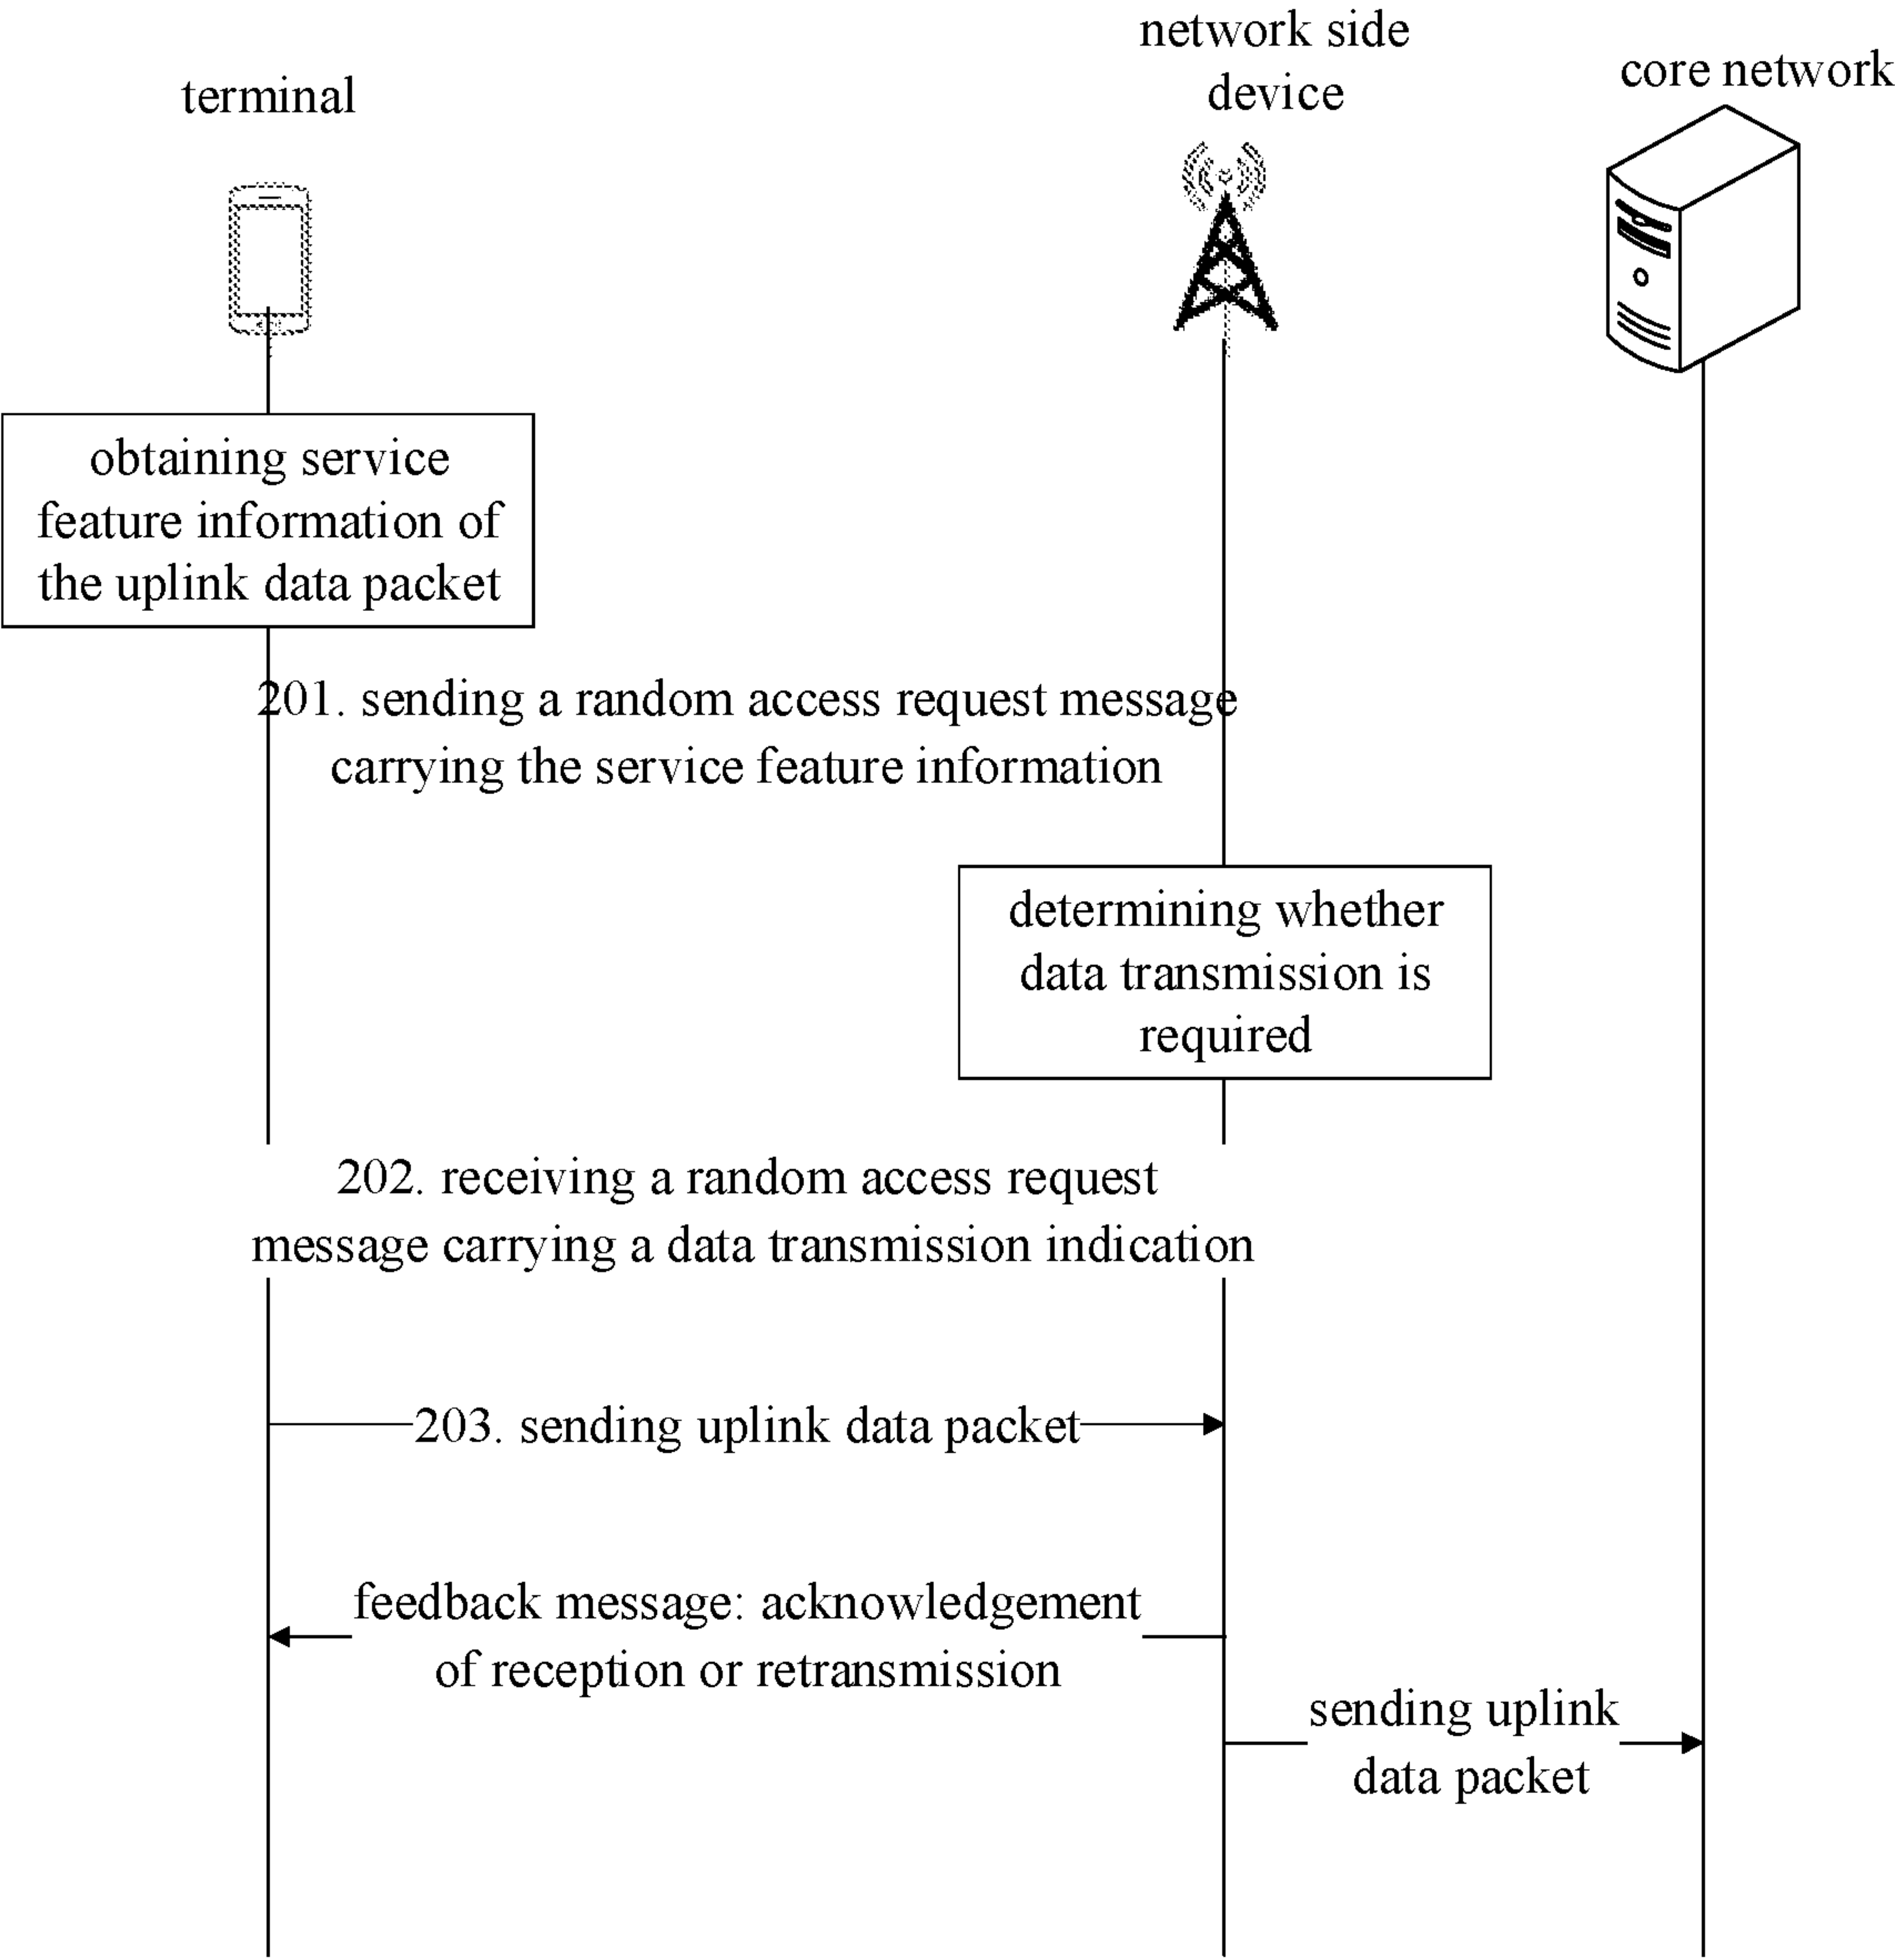 terminal
network side
device
core network
obtaining service
feature information of
the uplink data packet
201. sending a random access request message
carrying the service feature information
determining whether
data transmission is
required
202. receiving a random access request
message carrying a data transmission indication
203. sending uplink data packet
feedback message: acknowledgement
of reception or retransmission
sending uplink
data packet